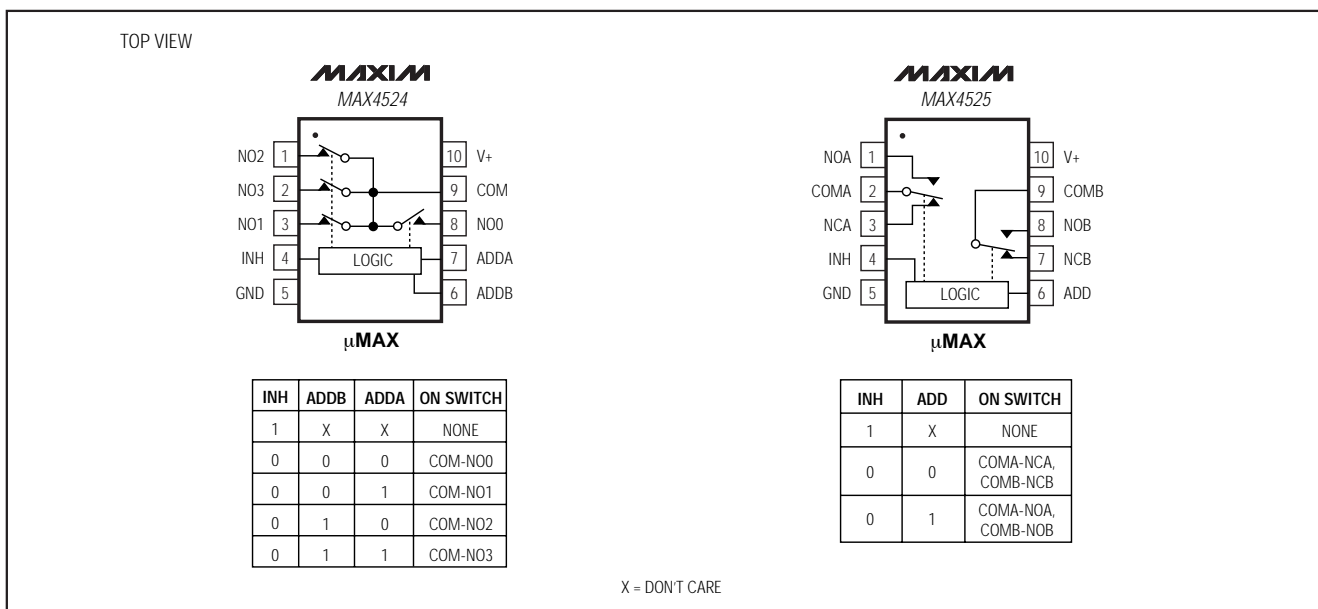 TOP VIEW
MAXIM
MAX4524
NO2 1 10 V+
NO3 2 9 COM
NO1 3 8 NO0
INH 4 LOGIC 7 ADDA
GND 5 6 ADDB
μMAX
INH ADDB ADDA ON SWITCH
1 X X NONE
0 0 0 COM-NO0
0 0 1 COM-NO1
0 1 0 COM-NO2
0 1 1 COM-NO3
MAXIM
MAX4525
NOA 1 10 V+
COMA 2 9 COMB
NCA 3 8 NOB
INH 4 7 NCB
GND 5 LOGIC 6 ADD
μMAX
INH ADD ON SWITCH
1 X NONE
0 0 COMA-NCA,
COMB-NCB
0 1 COMA-NOA,
COMB-NOB
X = DON'T CARE